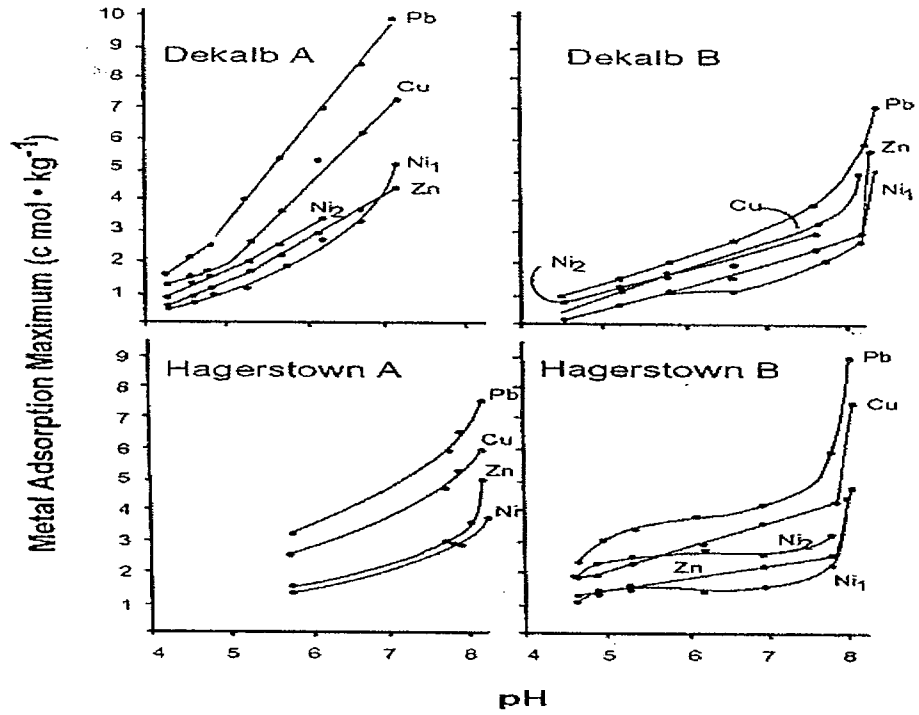 Metal Adsorption Maximum (c mol • kg-1)
10
9
8
7
6
5
4
3
2
1
Dekalb A
Pb
Cu
Ni1
Zn
Ni2
Dekalb B
Pb
Zn
Ni1
Cu
Ni2
9
8
7
6
5
4
3
2
1
Hagerstown A
Pb
Cu
Zn
Ni
4
5
6
7
8
Hagerstown B
Pb
Cu
Ni2
Zn
Ni1
4
5
6
7
8
pH